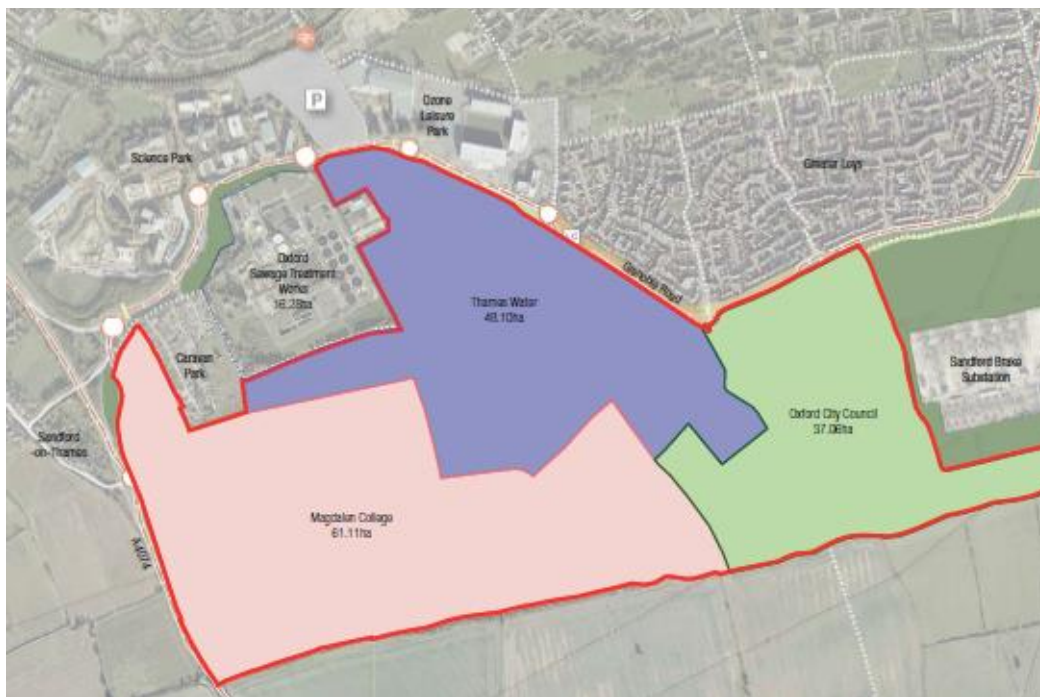 P
Ozone
Leisure
Park
Science Park
Greater Leys
Oxford
Sewage Treatment
Works
16.28ha
Grenoble Road
Thames Water
48.10ha
Caravan
Park
Sandford Brake
Substation
Oxford City Council
37.06ha
Sandford
-on-Thames
Magdalen College
61.11ha
A4074